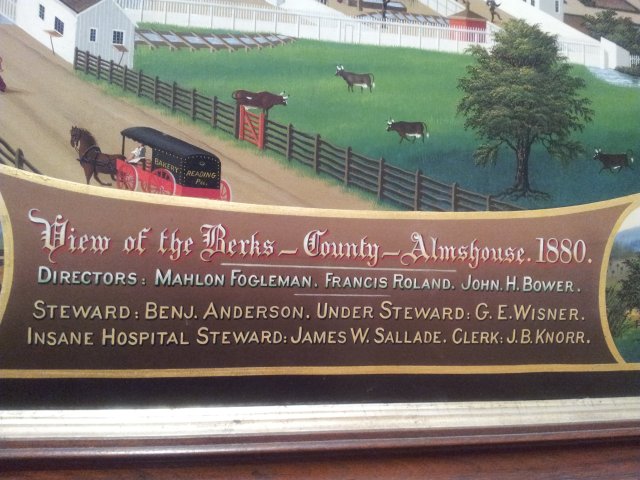 BAKERY
READING
PA.
View of the Berks-County-Almshouse. 1880.
DIRECTORS: MAHLON FOGLEMAN. FRANCIS ROLAND. JOHN. H. BOWER.
STEWARD: BENJ. ANDERSON. UNDER STEWARD: G. E. WISNER.
INSANE HOSPITAL STEWARD: JAMES W. SALLADE. CLERK: J. B. KNORR.